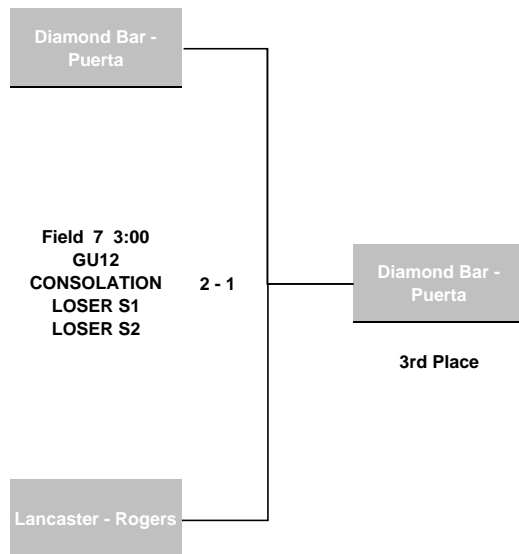 Diamond Bar -
Puerta
Field 7 3:00
GU12
CONSOLATION
LOSER S1
LOSER S2
2 - 1
Diamond Bar -
Puerta
3rd Place
Lancaster - Rogers